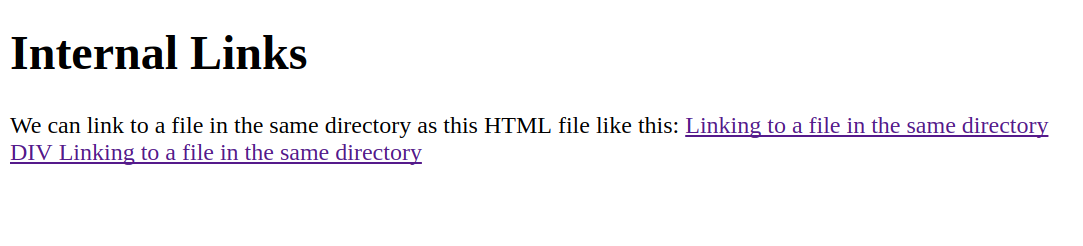 Internal Links
We can link to a file in the same directory as this HTML file like this: Linking to a file in the same directory
DIV Linking to a file in the same directory